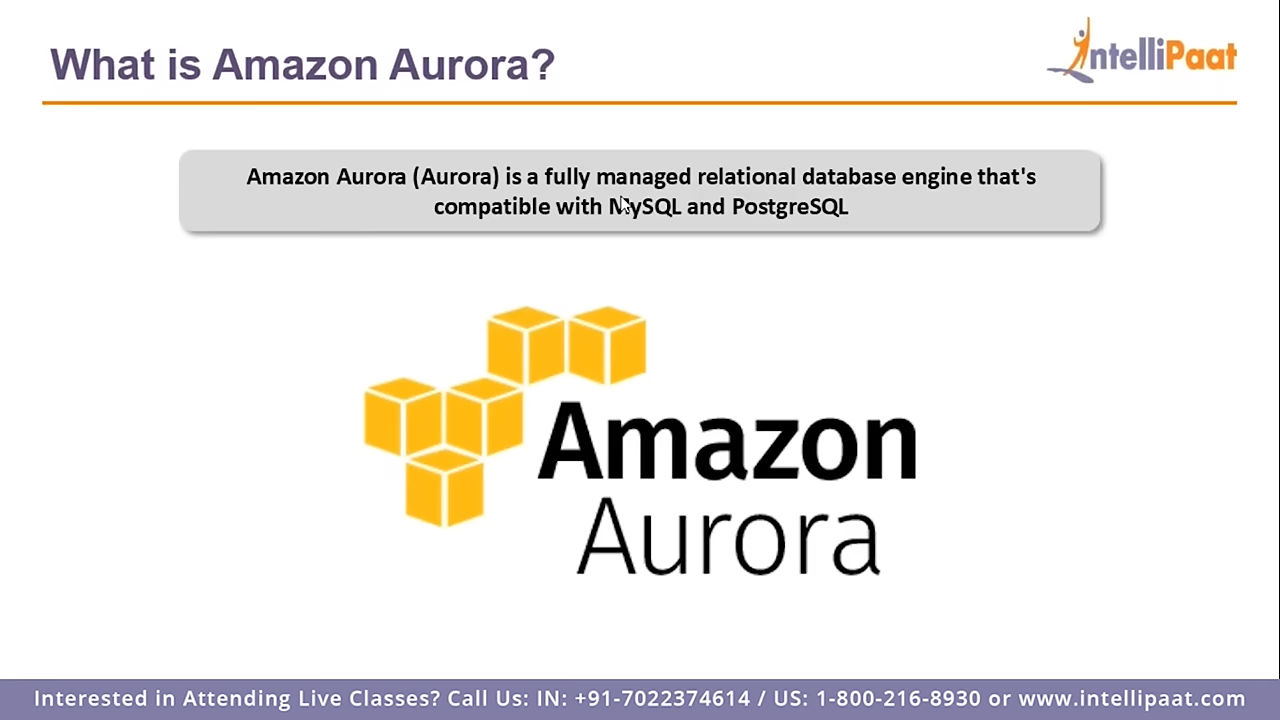 What is Amazon Aurora?
IntelliPaat
Amazon Aurora (Aurora) is a fully managed relational database engine that's
compatible with MySQL and PostgreSQL
Amazon
Aurora
Interested in Attending Live Classes? Call Us: IN: +91-7022374614 / US: 1-800-216-8930 or www.intellipaat.com